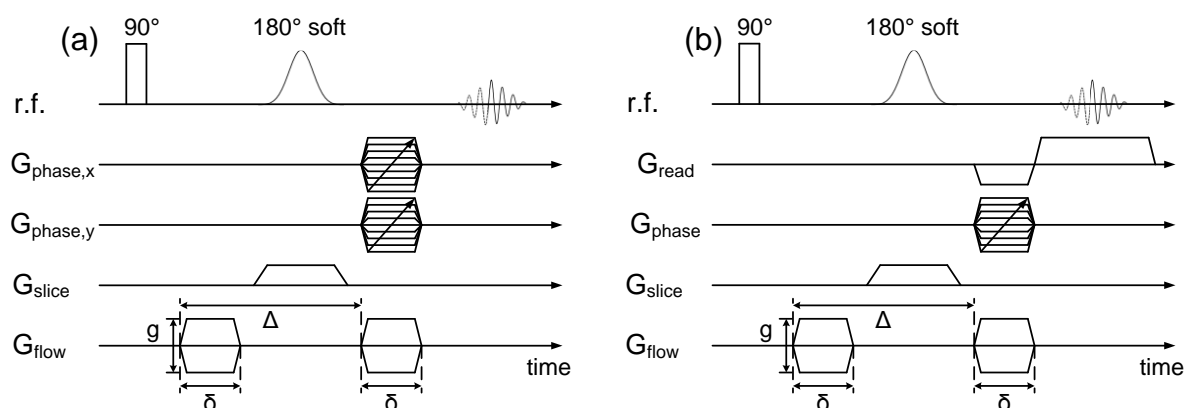 (a) 90° 180° soft
r.f.
Gphase,x
Gphase,y
Gslice
Δ
g
Gflow
time
δ δ
(b) 90° 180° soft
r.f.
Gread
Gphase
Gslice
Δ
g
Gflow
time
δ δ